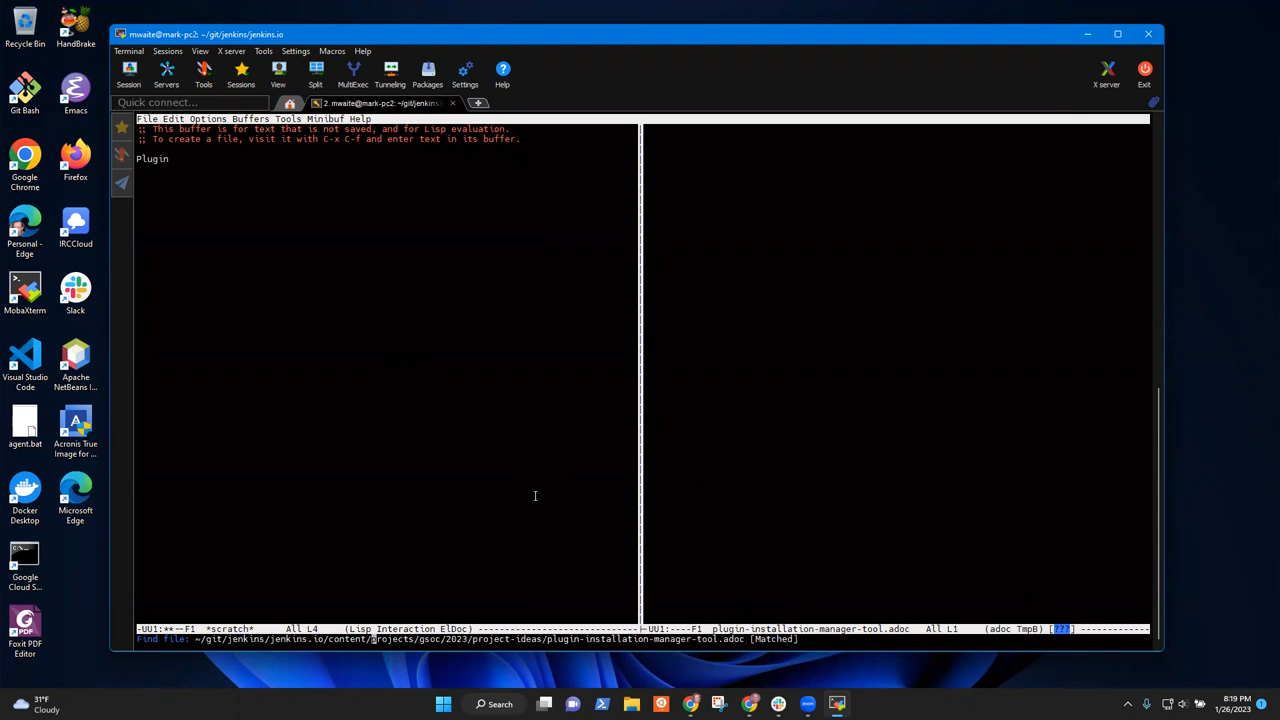 Recycle Bin
HandBrake
Git Bash
Emacs
Google Chrome
Firefox
Personal - Edge
IRCCloud
MobaXterm
Slack
Visual Studio Code
Apache NetBeans I...
agent.bat
Acronis True Image for ...
Docker Desktop
Microsoft Edge
Google Cloud S...
Foxit PDF Editor
mwaite@mark-pc2: ~/git/jenkins/jenkins.io
Terminal Sessions View X server Tools Settings Macros Help
Session Servers Tools Sessions View Split MultiExec Tunneling Packages Settings Help X server Exit
Quick connect...
2. mwaite@mark-pc2: ~/git/jenkins/
File Edit Options Buffers Tools Minibuf Help
;; This buffer is for text that is not saved, and for Lisp evaluation.
;; To create a file, visit it with C-x C-f and enter text in its buffer.
Plugin
-UU1:**--F1 *scratch* All L4 (Lisp Interaction ElDoc) ----------------------------
-UU1:----F1 plugin-installation-manager-tool.adoc All L1 (adoc TmpB) [???] -------------
Find file: ~/git/jenkins/jenkins.io/content/projects/gsoc/2023/project-ideas/plugin-installation-manager-tool.adoc [Matched]
31°F
Cloudy
Search
zoom
8:19 PM
1/26/2023